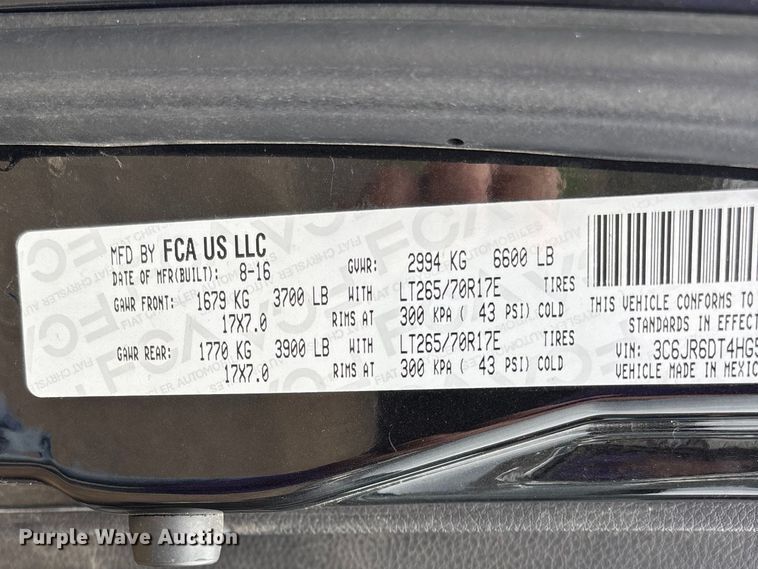 MFD BY FCA US LLC
DATE OF MFR(BUILT): 8-16 GVWR: 2994 KG 6600 LB
GAWR FRONT: 1679 KG 3700 LB WITH LT265/70R17E TIRES
17X7.0 RIMS AT 300 KPA ( 43 PSI) COLD
GAWR REAR: 1770 KG 3900 LB WITH LT265/70R17E TIRES
17X7.0 RIMS AT 300 KPA ( 43 PSI) COLD
THIS VEHICLE CONFORMS TO
STANDARDS IN EFFECT
VIN: 3C6JR6DT4HG5
VEHICLE MADE IN MEXICO
Purple Wave Auction